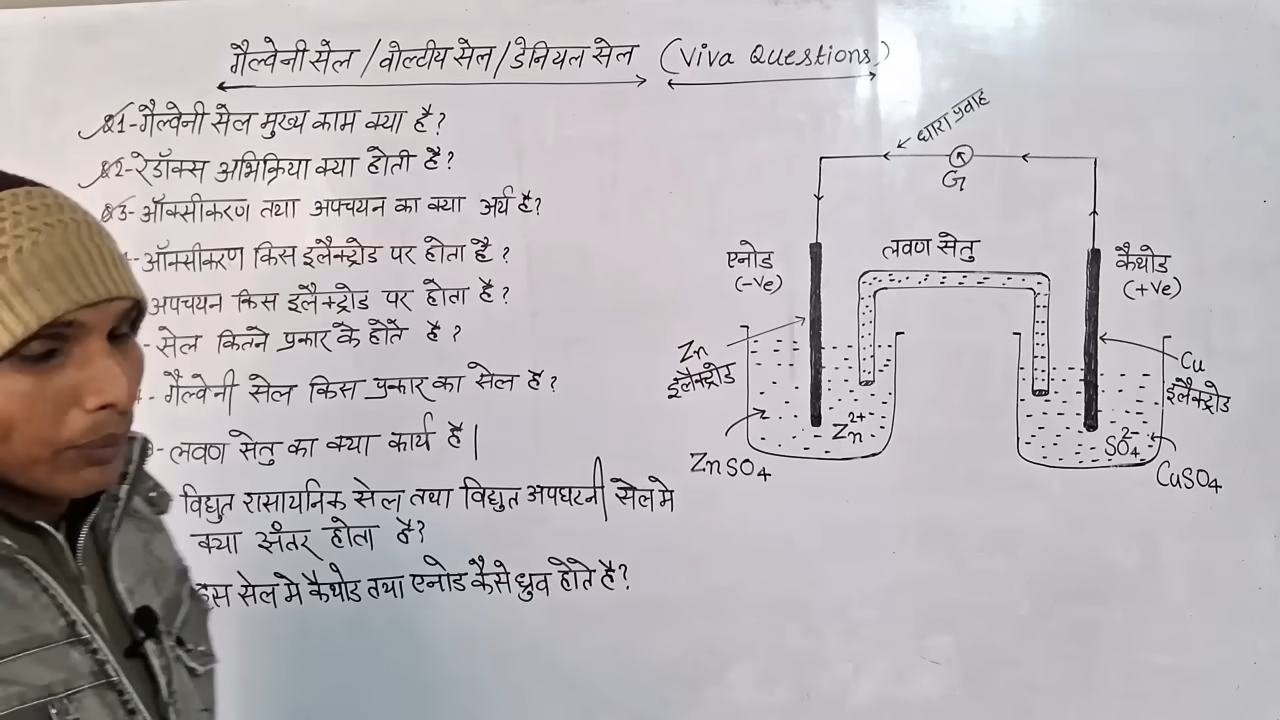 गैल्वेनी सेल / वोल्टीय सेल / डेनियल सेल (Viva Questions)
Q1- गैल्वेनी सेल मुख्य काम क्या है?
Q2- रेडॉक्स अभिक्रिया क्या होती है?
Q3- ऑक्सीकरण तथा अपचयन का क्या अर्थ है?
- ऑक्सीकरण किस इलैक्ट्रोड पर होता है?
अपचयन किस इलैक्ट्रोड पर होता है?
- सेल कितने प्रकार के होते है?
- गैल्वेनी सेल किस प्रकार का सेल है?
- लवण सेतु का क्या कार्य है|
विद्युत रासायनिक सेल तथा विद्युत अपघटनी सेल मे
क्या अंतर होता है?
इस सेल मे कैथोड तथा एनोड कैसे ध्रुव होते है?
धारा प्रवाह
G
एनोड
(-ve)
लवण सेतु
कैथोड
(+ve)
Zn
इलैक्ट्रोड
Cu
इलैक्ट्रोड
Zn²⁺
SO₄²⁻
ZnSO₄
CuSO₄